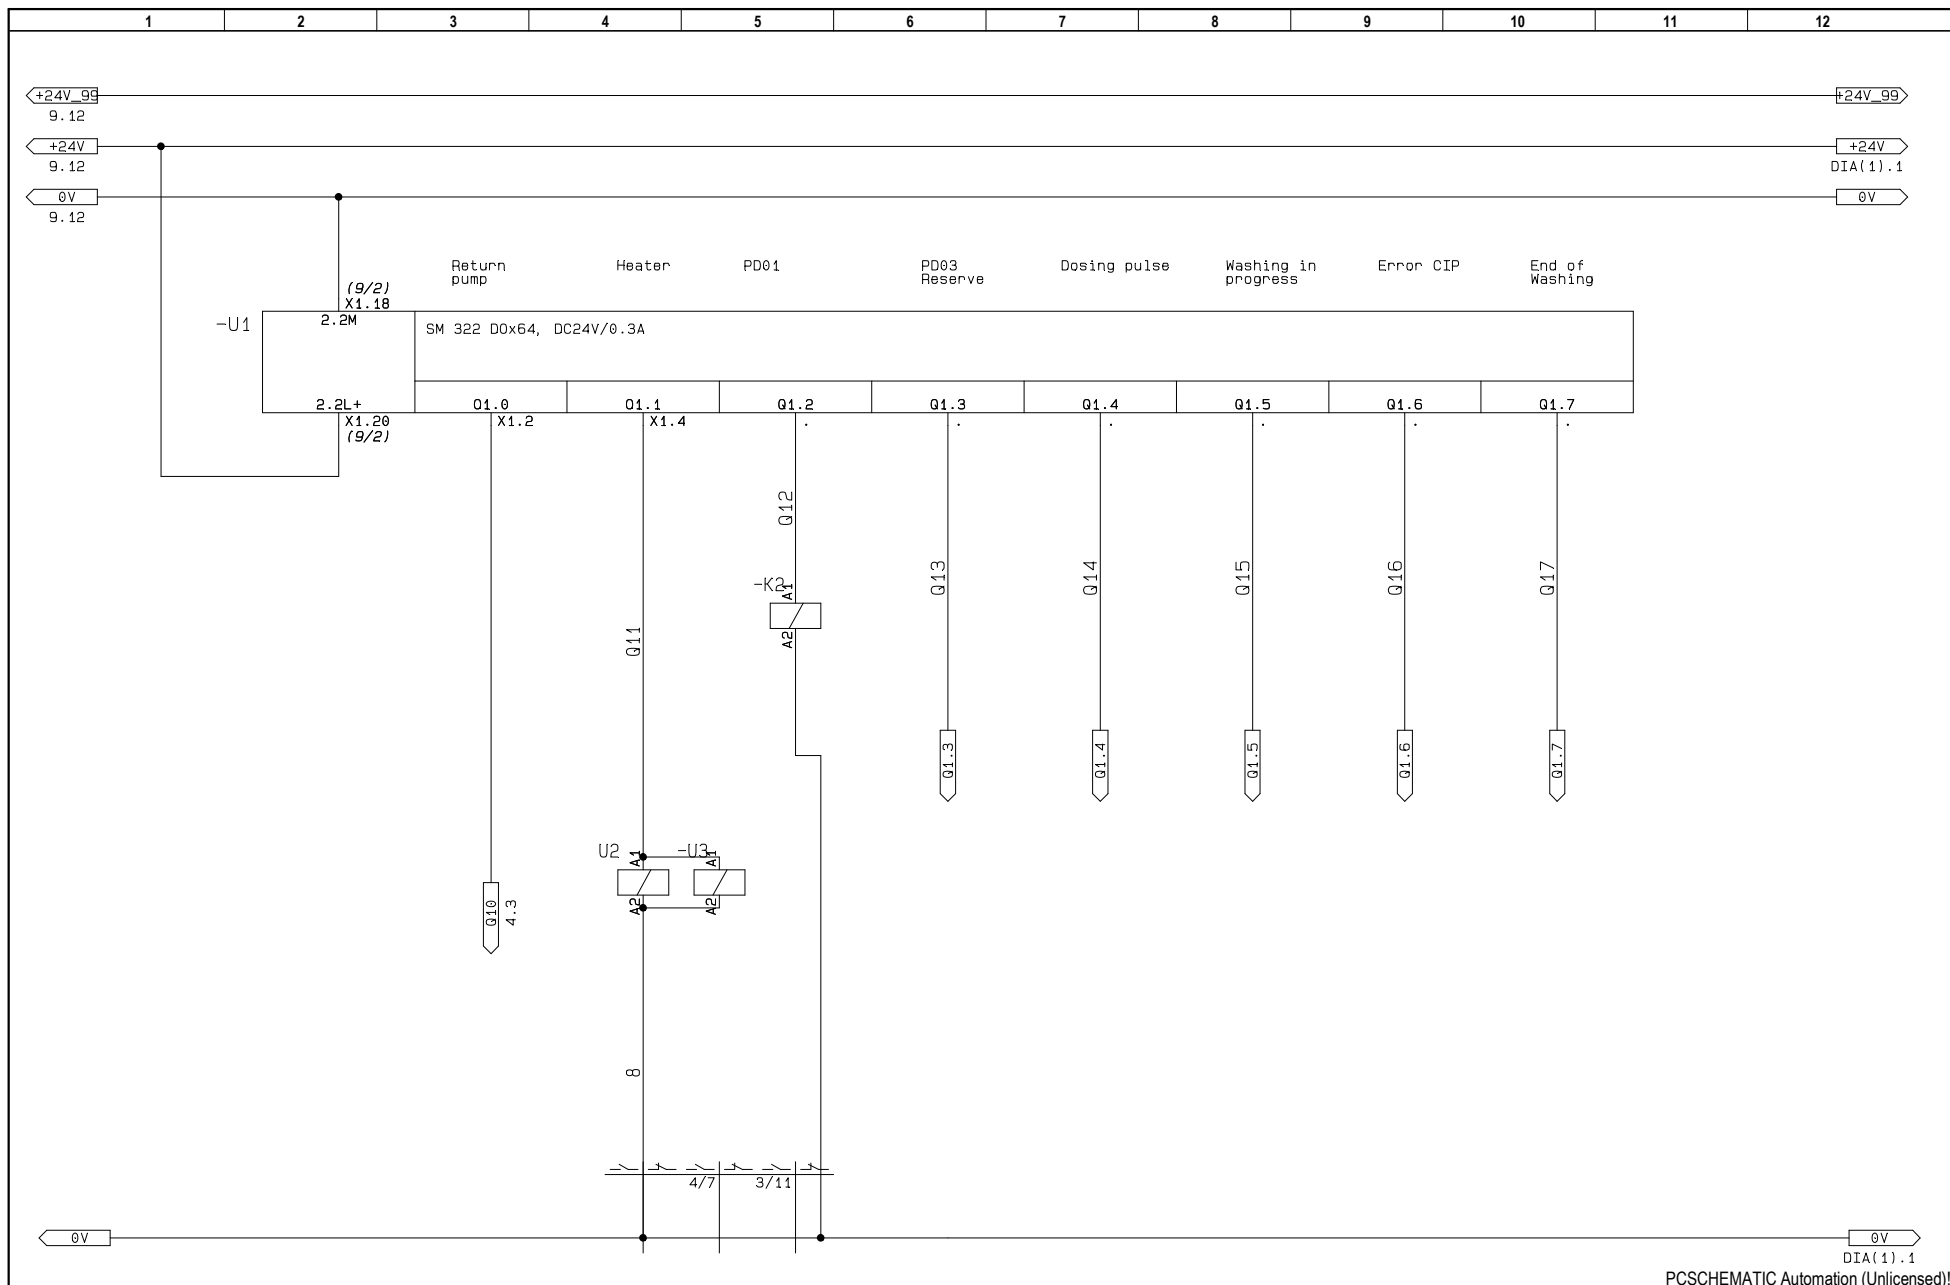 1 2 3 4 5 6 7 8 9 10 11 12
+24V_99 +24V_99
9.12
+24V +24V
9.12 DIA(1).1
0V 0V
9.12
Return Heater PD01 PD03 Dosing pulse Washing in Error CIP End of
pump Reserve progress Washing
(9/2)
X1.18
-U1 2.2M SM 322 DOx64, DC24V/0.3A
2.2L+ Q1.0 Q1.1 Q1.2 Q1.3 Q1.4 Q1.5 Q1.6 Q1.7
X1.20 X1.2 X1.4 . . . . . .
(9/2)
Q12
-K2 A1 Q13 Q14 Q15 Q16 Q17
Q11 A2
Q1.3 Q1.4 Q1.5 Q1.6 Q1.7
U2 A1 -U3 A1
A2 A2
Q10 4.3
8
4/7 3/11
0V 0V
DIA(1).1
PCSCHEMATIC Automation (Unlicensed)!